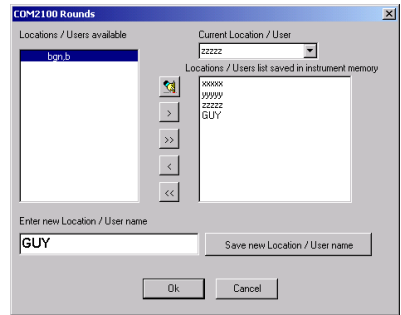 COM2100 Rounds
Locations / Users available
Current Location / User
zzzzz
bgn,b
Locations / Users list saved in instrument memory
xxxxx
yyyyy
zzzzz
GUY
>
>>
<
<<
Enter new Location / User name
GUY
Save new Location / User name
Ok
Cancel